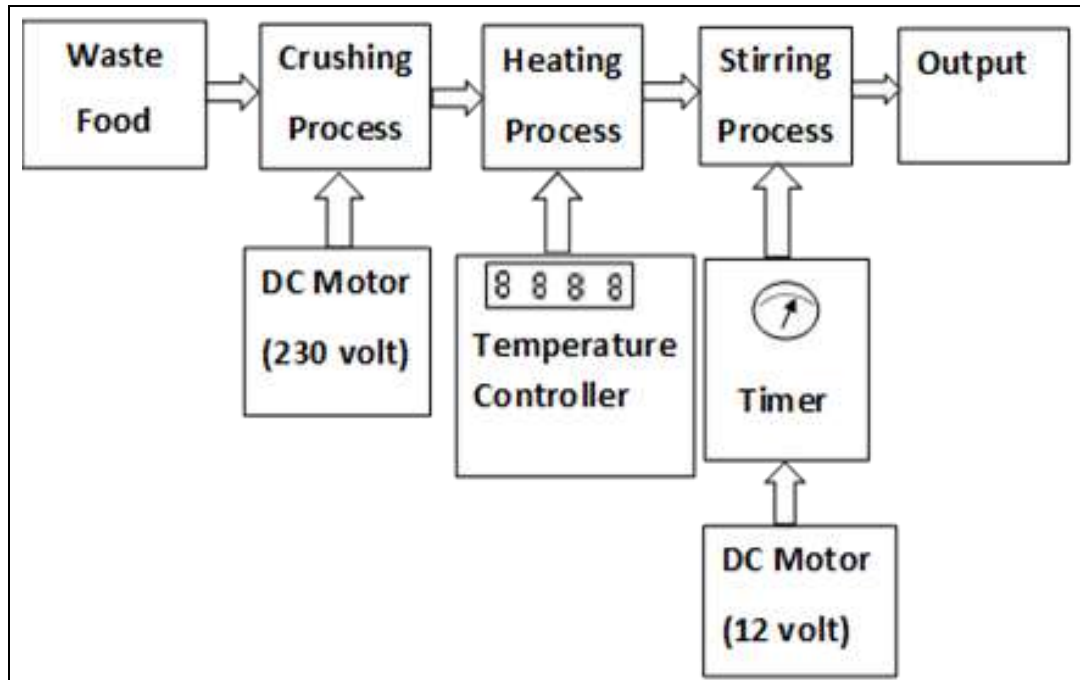 Waste
Food
Crushing
Process
Heating
Process
Stirring
Process
Output
DC Motor
(230 volt)
8 8 8 8
Temperature
Controller
Timer
DC Motor
(12 volt)